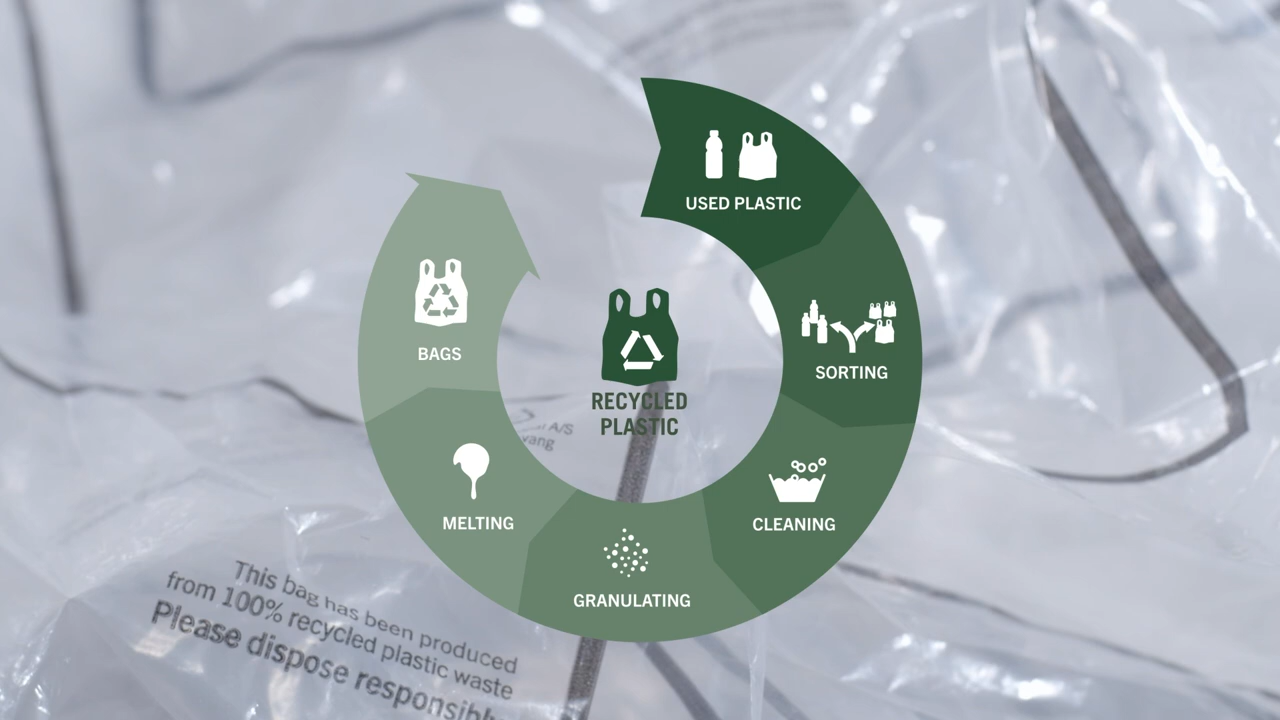 USED PLASTIC
SORTING
CLEANING
GRANULATING
MELTING
BAGS
RECYCLED
PLASTIC
A/S
This bag has been produced
from 100% recycled plastic waste
Please dispose